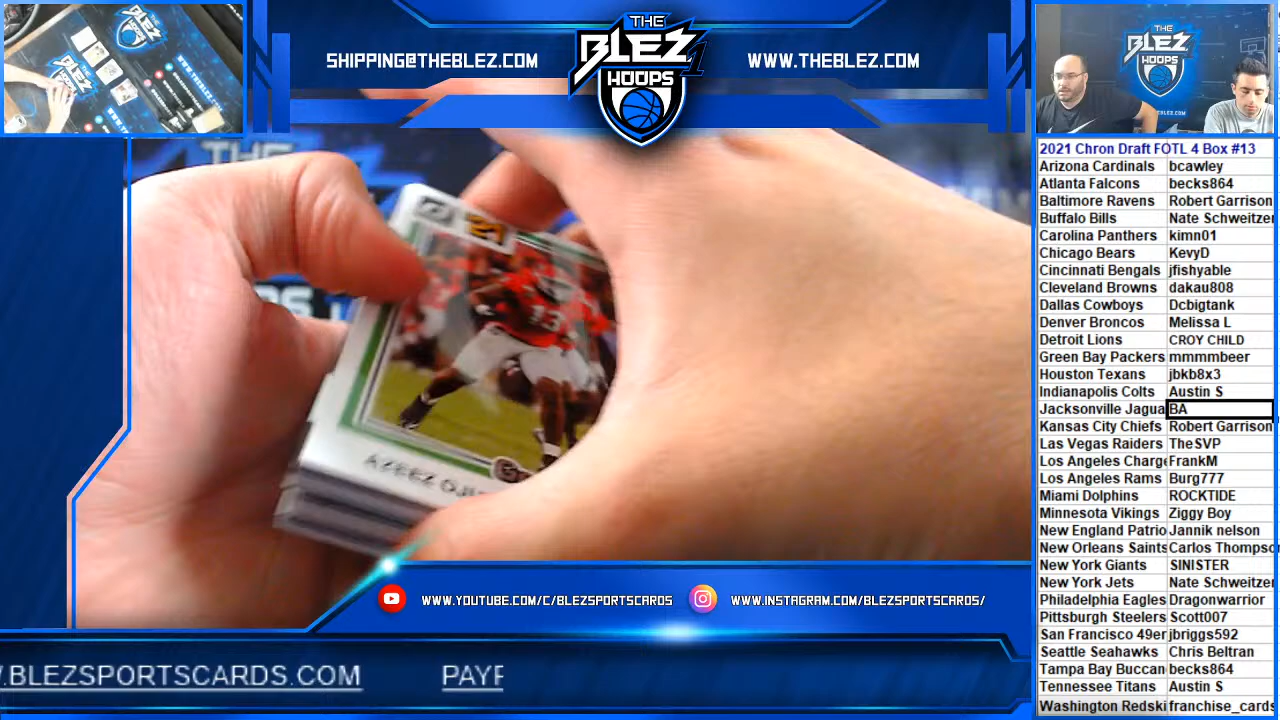 SHIPPING@THEBLEZ.COM
THE
BLEZ
HOOPS
1
WWW.THEBLEZ.COM
THE
BLEZ
HOOPS
21
13
AZEEZ OJU
2021 Chron Draft FOTL 4 Box #13
Arizona Cardinals bcawley
Atlanta Falcons becks864
Baltimore Ravens Robert Garrison
Buffalo Bills Nate Schweitzer
Carolina Panthers kimn01
Chicago Bears KevyD
Cincinnati Bengals jfishyable
Cleveland Browns dakau808
Dallas Cowboys Dcbigtank
Denver Broncos Melissa L
Detroit Lions CROY CHILD
Green Bay Packers mmmmbeer
Houston Texans jbkb8x3
Indianapolis Colts Austin S
Jacksonville Jagua BA
Kansas City Chiefs Robert Garrison
Las Vegas Raiders TheSVP
Los Angeles Charge FrankM
Los Angeles Rams Burg777
Miami Dolphins ROCKTIDE
Minnesota Vikings Ziggy Boy
New England Patrio Jannik nelson
New Orleans Saints Carlos Thompso
New York Giants SINISTER
New York Jets Nate Schweitzer
Philadelphia Eagles Dragonwarrior
Pittsburgh Steelers Scott007
San Francisco 49er jbriggs592
Seattle Seahawks Chris Beltran
Tampa Bay Buccan becks864
Tennessee Titans Austin S
Washington Redski franchise_cards
WWW.YOUTUBE.COM/C/BLEZSPORTSCARDS
WWW.INSTAGRAM.COM/BLEZSPORTSCARDS/
.BLEZSPORTSCARDS.COM
PAYP